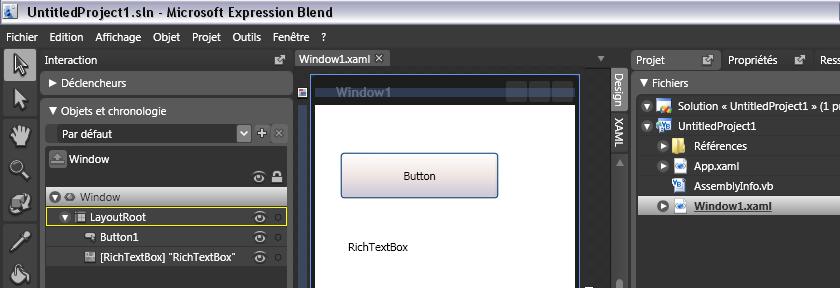 UntitledProject1.sln - Microsoft Expression Blend
Fichier Edition Affichage Objet Projet Outils Fenêtre ?
Interaction
Déclencheurs
Objets et chronologie
Par défaut
Window
Window
LayoutRoot
Button1
[RichTextBox] "RichTextBox"
Window1.xaml
Window1
Button
RichTextBox
Design
XAML
Projet Propriétés Ress
Fichiers
Solution « UntitledProject1 » (1 p
UntitledProject1
Références
App.xaml
AssemblyInfo.vb
Window1.xaml